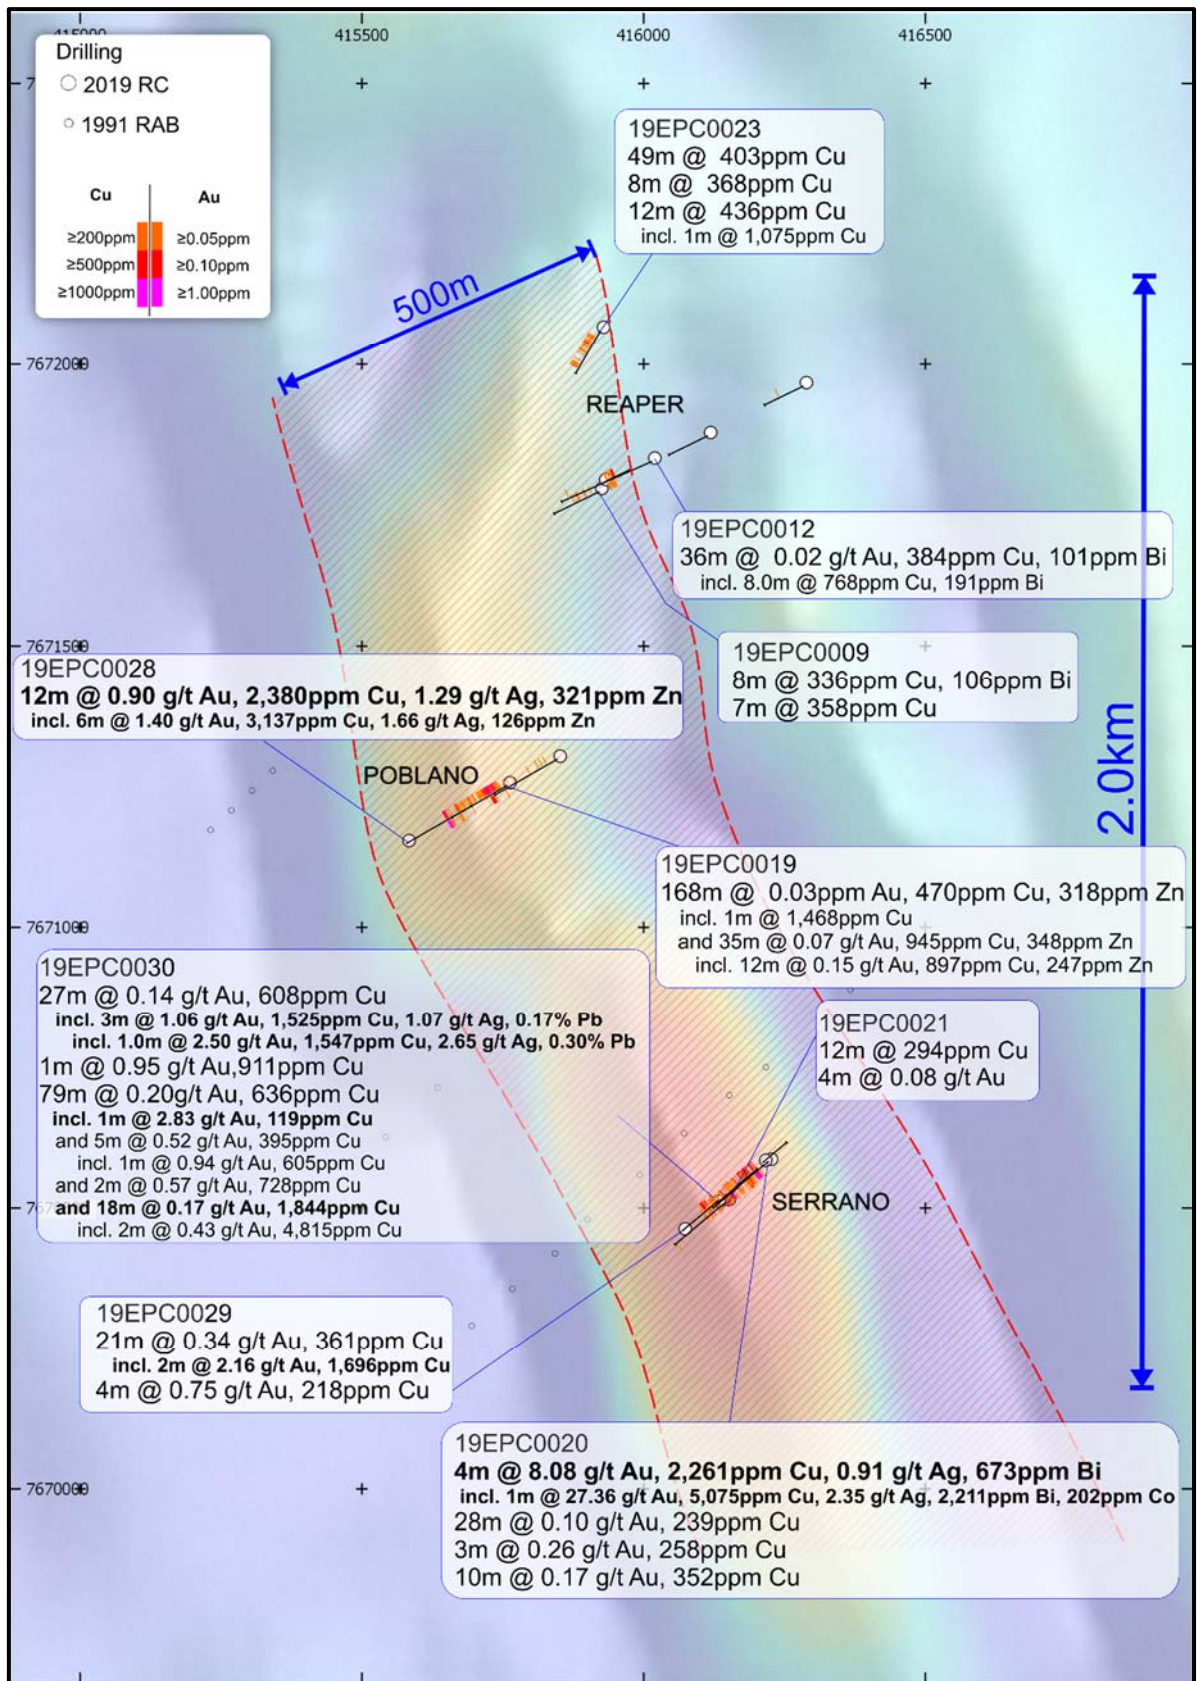 415500
416000
416500
Drilling
2019 RC
1991 RAB
Cu
Au
≥200ppm
≥0.05ppm
≥500ppm
≥0.10ppm
≥1000ppm
≥1.00ppm
19EPC0023
49m @ 403ppm Cu
8m @ 368ppm Cu
12m @ 436ppm Cu
incl. 1m @ 1,075ppm Cu
500m
7672000
REAPER
19EPC0012
36m @ 0.02 g/t Au, 384ppm Cu, 101ppm Bi
incl. 8.0m @ 768ppm Cu, 191ppm Bi
7671500
19EPC0009
8m @ 336ppm Cu, 106ppm Bi
7m @ 358ppm Cu
19EPC0028
12m @ 0.90 g/t Au, 2,380ppm Cu, 1.29 g/t Ag, 321ppm Zn
incl. 6m @ 1.40 g/t Au, 3,137ppm Cu, 1.66 g/t Ag, 126ppm Zn
POBLANO
2.0km
19EPC0019
168m @ 0.03ppm Au, 470ppm Cu, 318ppm Zn
incl. 1m @ 1,468ppm Cu
and 35m @ 0.07 g/t Au, 945ppm Cu, 348ppm Zn
incl. 12m @ 0.15 g/t Au, 897ppm Cu, 247ppm Zn
7671000
19EPC0030
27m @ 0.14 g/t Au, 608ppm Cu
incl. 3m @ 1.06 g/t Au, 1,525ppm Cu, 1.07 g/t Ag, 0.17% Pb
incl. 1.0m @ 2.50 g/t Au, 1,547ppm Cu, 2.65 g/t Ag, 0.30% Pb
1m @ 0.95 g/t Au,911ppm Cu
79m @ 0.20g/t Au, 636ppm Cu
incl. 1m @ 2.83 g/t Au, 119ppm Cu
and 5m @ 0.52 g/t Au, 395ppm Cu
incl. 1m @ 0.94 g/t Au, 605ppm Cu
and 2m @ 0.57 g/t Au, 728ppm Cu
and 18m @ 0.17 g/t Au, 1,844ppm Cu
incl. 2m @ 0.43 g/t Au, 4,815ppm Cu
19EPC0021
12m @ 294ppm Cu
4m @ 0.08 g/t Au
SERRANO
19EPC0029
21m @ 0.34 g/t Au, 361ppm Cu
incl. 2m @ 2.16 g/t Au, 1,696ppm Cu
4m @ 0.75 g/t Au, 218ppm Cu
19EPC0020
4m @ 8.08 g/t Au, 2,261ppm Cu, 0.91 g/t Ag, 673ppm Bi
incl. 1m @ 27.36 g/t Au, 5,075ppm Cu, 2.35 g/t Ag, 2,211ppm Bi, 202ppm Co
28m @ 0.10 g/t Au, 239ppm Cu
3m @ 0.26 g/t Au, 258ppm Cu
10m @ 0.17 g/t Au, 352ppm Cu
7670000